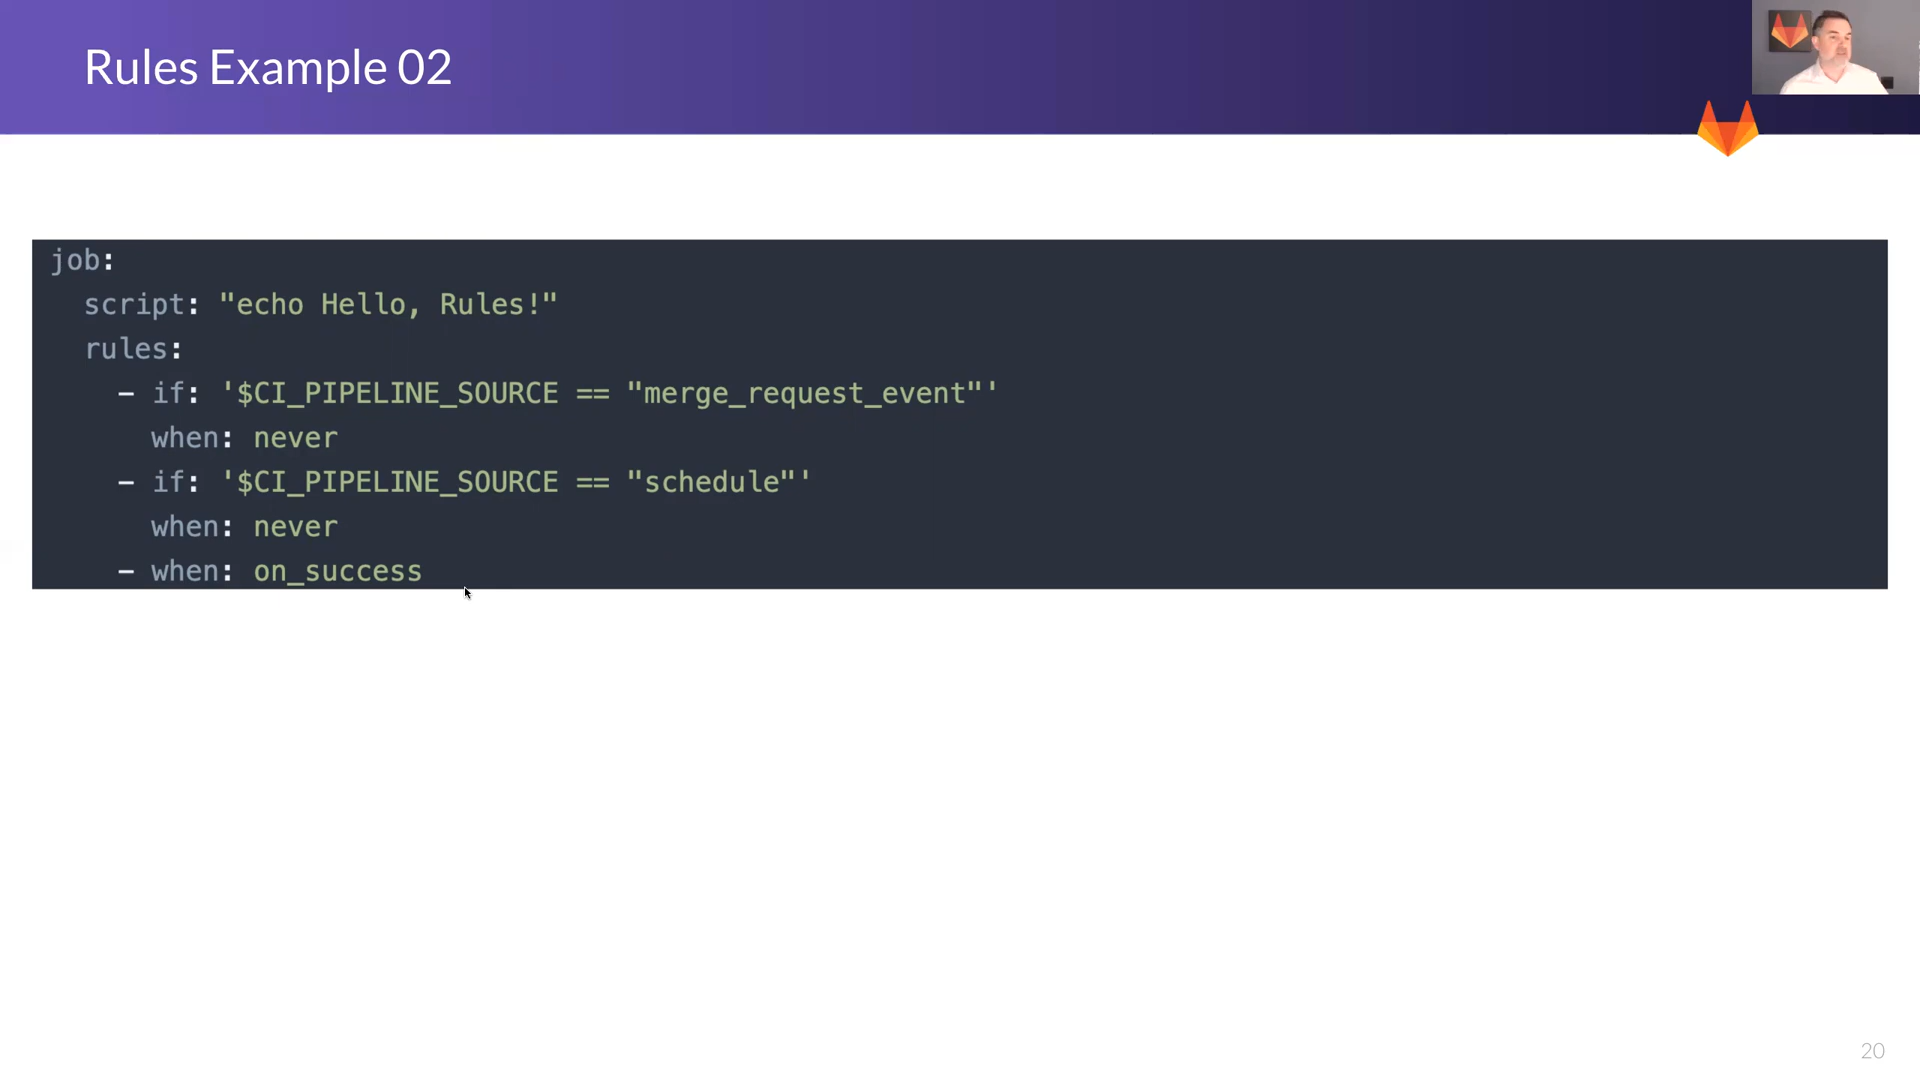 Rules Example 02
job:
script: "echo Hello, Rules!"
rules:
- if: '$CI_PIPELINE_SOURCE == "merge_request_event"'
when: never
- if: '$CI_PIPELINE_SOURCE == "schedule"'
when: never
- when: on_success
20